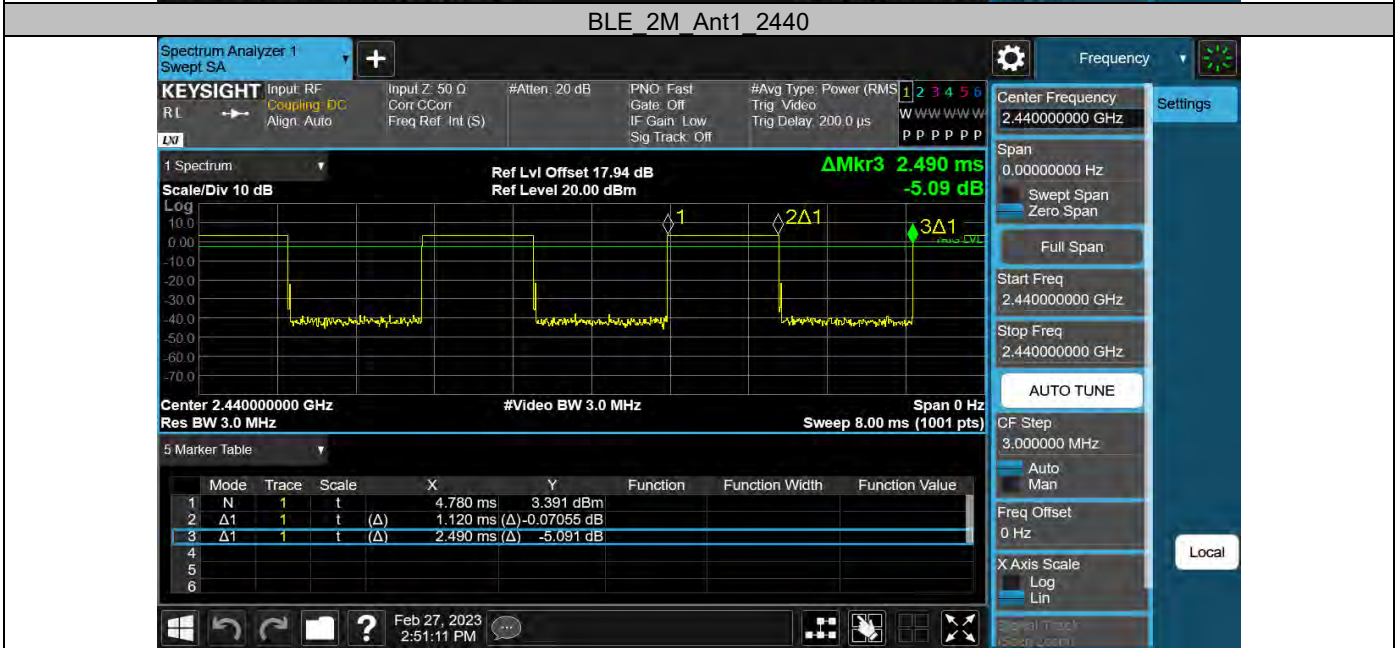 BLE_2M_Ant1_2440
Spectrum Analyzer 1
Swept SA
+
Frequency
KEYSIGHT
RL
LXI
Input: RF
Coupling: DC
Align: Auto
Input Z: 50 Ω
Corr CCorr
Freq Ref: Int (S)
#Atten: 20 dB
PNO: Fast
Gate: Off
IF Gain: Low
Sig Track: Off
#Avg Type: Power (RMS
Trig: Video
Trig Delay: 200.0 µs
1 2 3 4 5 6
W W W W W W
P P P P P P
1 Spectrum
Scale/Div 10 dB
Log
Ref Lvl Offset 17.94 dB
Ref Level 20.00 dBm
ΔMkr3 2.490 ms
-5.09 dB
10.0
0.00
-10.0
-20.0
-30.0
-40.0
-50.0
-60.0
-70.0
1
2Δ1
3Δ1
TRIG LVL
Center 2.440000000 GHz
#Video BW 3.0 MHz
Span 0 Hz
Res BW 3.0 MHz
Sweep 8.00 ms (1001 pts)
5 Marker Table
Mode Trace Scale X Y Function Function Width Function Value
1 N 1 t 4.780 ms 3.391 dBm
2 Δ1 1 t (Δ) 1.120 ms (Δ) -0.07055 dB
3 Δ1 1 t (Δ) 2.490 ms (Δ) -5.091 dB
4
5
6
?
Feb 27, 2023
2:51:11 PM
Center Frequency
2.440000000 GHz
Settings
Span
0.00000000 Hz
Swept Span
Zero Span
Full Span
Start Freq
2.440000000 GHz
Stop Freq
2.440000000 GHz
AUTO TUNE
CF Step
3.000000 MHz
Auto
Man
Freq Offset
0 Hz
X Axis Scale
Log
Lin
Signal Track
(Span Zoom)
Local